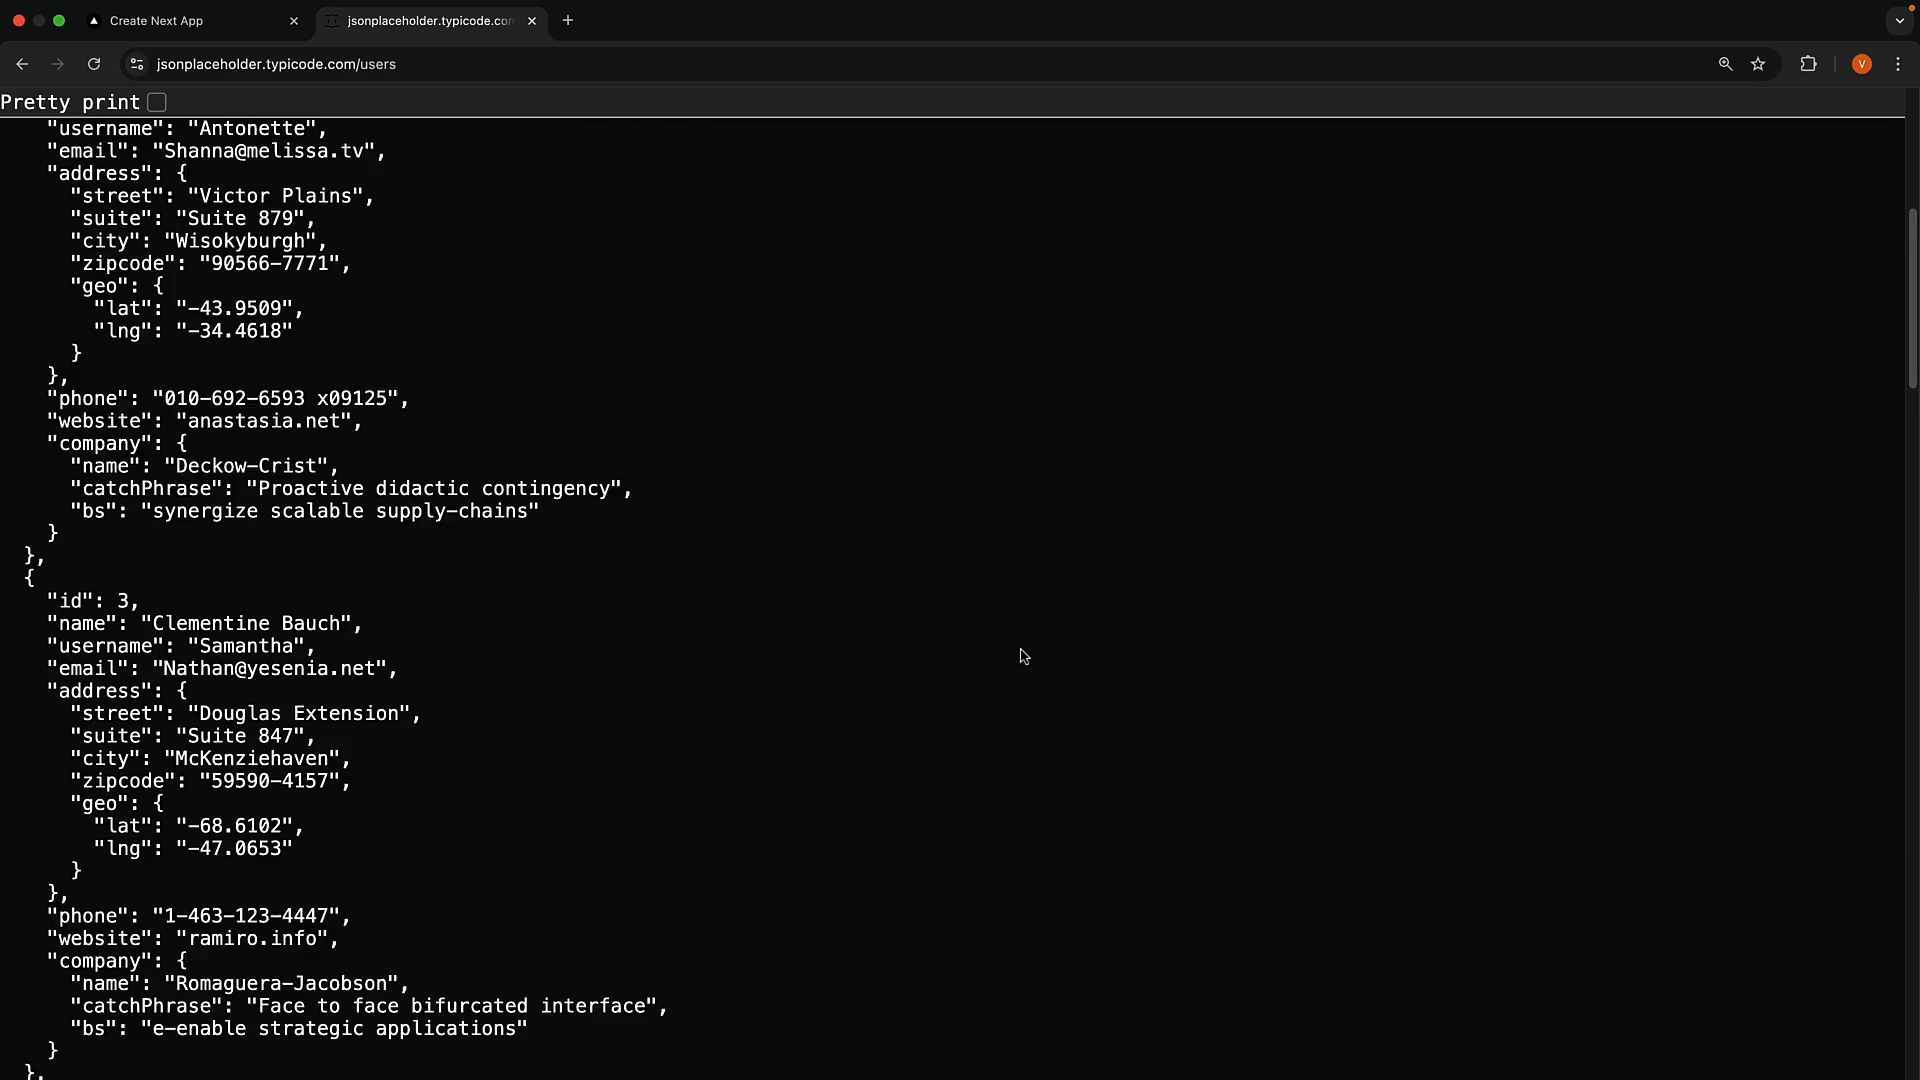 Create Next App
jsonplaceholder.typicode.con
jsonplaceholder.typicode.com/users
V
Pretty print
"username": "Antonette",
"email": "Shanna@melissa.tv",
"address": {
"street": "Victor Plains",
"suite": "Suite 879",
"city": "Wisokyburgh",
"zipcode": "90566-7771",
"geo": {
"lat": "-43.9509",
"lng": "-34.4618"
}
},
"phone": "010-692-6593 x09125",
"website": "anastasia.net",
"company": {
"name": "Deckow-Crist",
"catchPhrase": "Proactive didactic contingency",
"bs": "synergize scalable supply-chains"
}
},
{
"id": 3,
"name": "Clementine Bauch",
"username": "Samantha",
"email": "Nathan@yesenia.net",
"address": {
"street": "Douglas Extension",
"suite": "Suite 847",
"city": "McKenziehaven",
"zipcode": "59590-4157",
"geo": {
"lat": "-68.6102",
"lng": "-47.0653"
}
},
"phone": "1-463-123-4447",
"website": "ramiro.info",
"company": {
"name": "Romaguera-Jacobson",
"catchPhrase": "Face to face bifurcated interface",
"bs": "e-enable strategic applications"
}
},